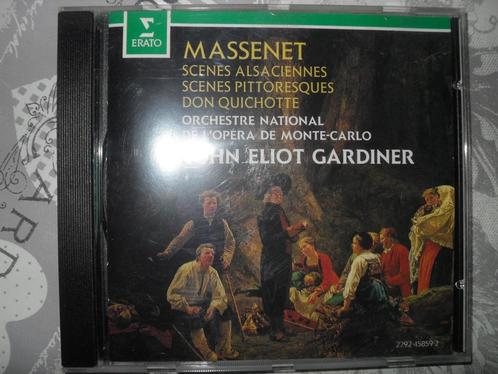 ERATO
MASSENET
SCENES ALSACIENNES
SCENES PITTORESQUES
DON QUICHOTTE
ORCHESTRE NATIONAL
DE L'OPÉRA DE MONTE-CARLO
JOHN ELIOT GARDINER
2292-45859-2